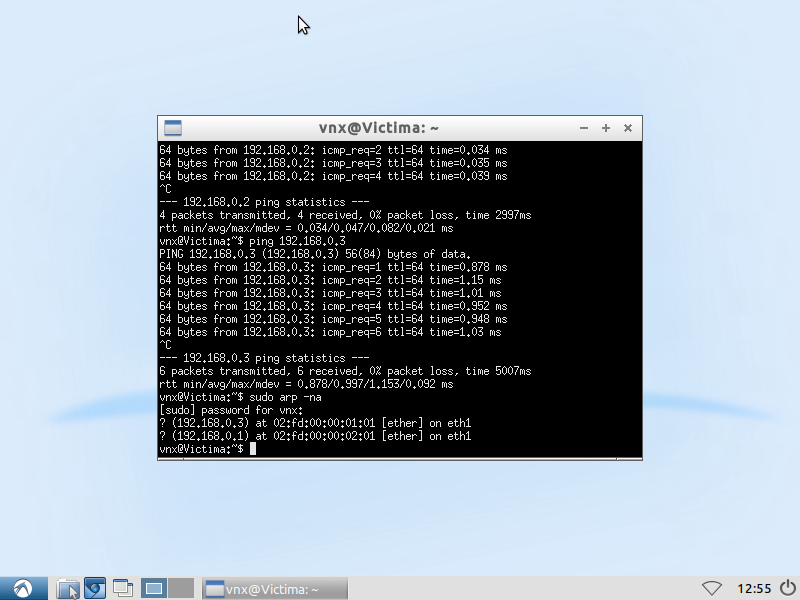 vnx@Victima: ~
64 bytes from 192.168.0.2: icmp_req=2 ttl=64 time=0.034 ms
64 bytes from 192.168.0.2: icmp_req=3 ttl=64 time=0.035 ms
64 bytes from 192.168.0.2: icmp_req=4 ttl=64 time=0.039 ms
^C
--- 192.168.0.2 ping statistics ---
4 packets transmitted, 4 received, 0% packet loss, time 2997ms
rtt min/avg/max/mdev = 0.034/0.047/0.082/0.021 ms
vnx@Victima:~$ ping 192.168.0.3
PING 192.168.0.3 (192.168.0.3) 56(84) bytes of data.
64 bytes from 192.168.0.3: icmp_req=1 ttl=64 time=0.878 ms
64 bytes from 192.168.0.3: icmp_req=2 ttl=64 time=1.15 ms
64 bytes from 192.168.0.3: icmp_req=3 ttl=64 time=1.01 ms
64 bytes from 192.168.0.3: icmp_req=4 ttl=64 time=0.952 ms
64 bytes from 192.168.0.3: icmp_req=5 ttl=64 time=0.948 ms
64 bytes from 192.168.0.3: icmp_req=6 ttl=64 time=1.03 ms
^C
--- 192.168.0.3 ping statistics ---
6 packets transmitted, 6 received, 0% packet loss, time 5007ms
rtt min/avg/max/mdev = 0.878/0.997/1.153/0.092 ms
vnx@Victima:~$ sudo arp -na
[sudo] password for vnx:
? (192.168.0.3) at 02:fd:00:00:01:01 [ether] on eth1
? (192.168.0.1) at 02:fd:00:00:02:01 [ether] on eth1
vnx@Victima:~$
vnx@Victima: ~
12:55